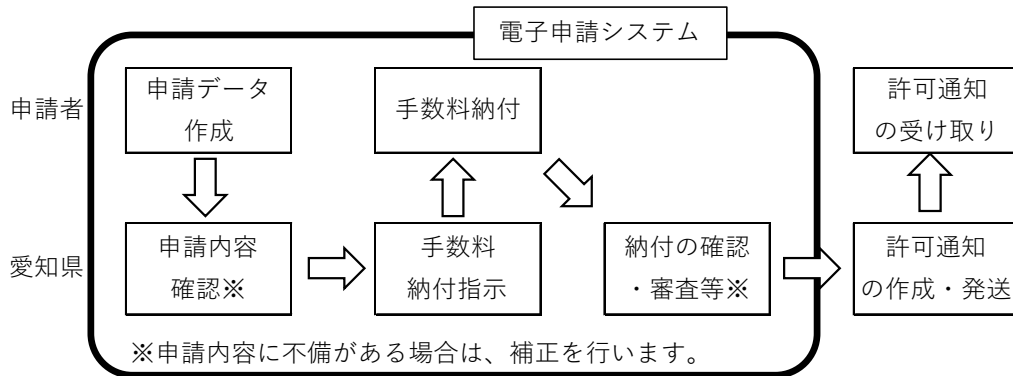 電子申請システム
申請者
申請データ
作成
手数料納付
許可通知
の受け取り
愛知県
申請内容
確認※
手数料
納付指示
納付の確認
・審査等※
許可通知
の作成・発送
※申請内容に不備がある場合は、補正を行います。